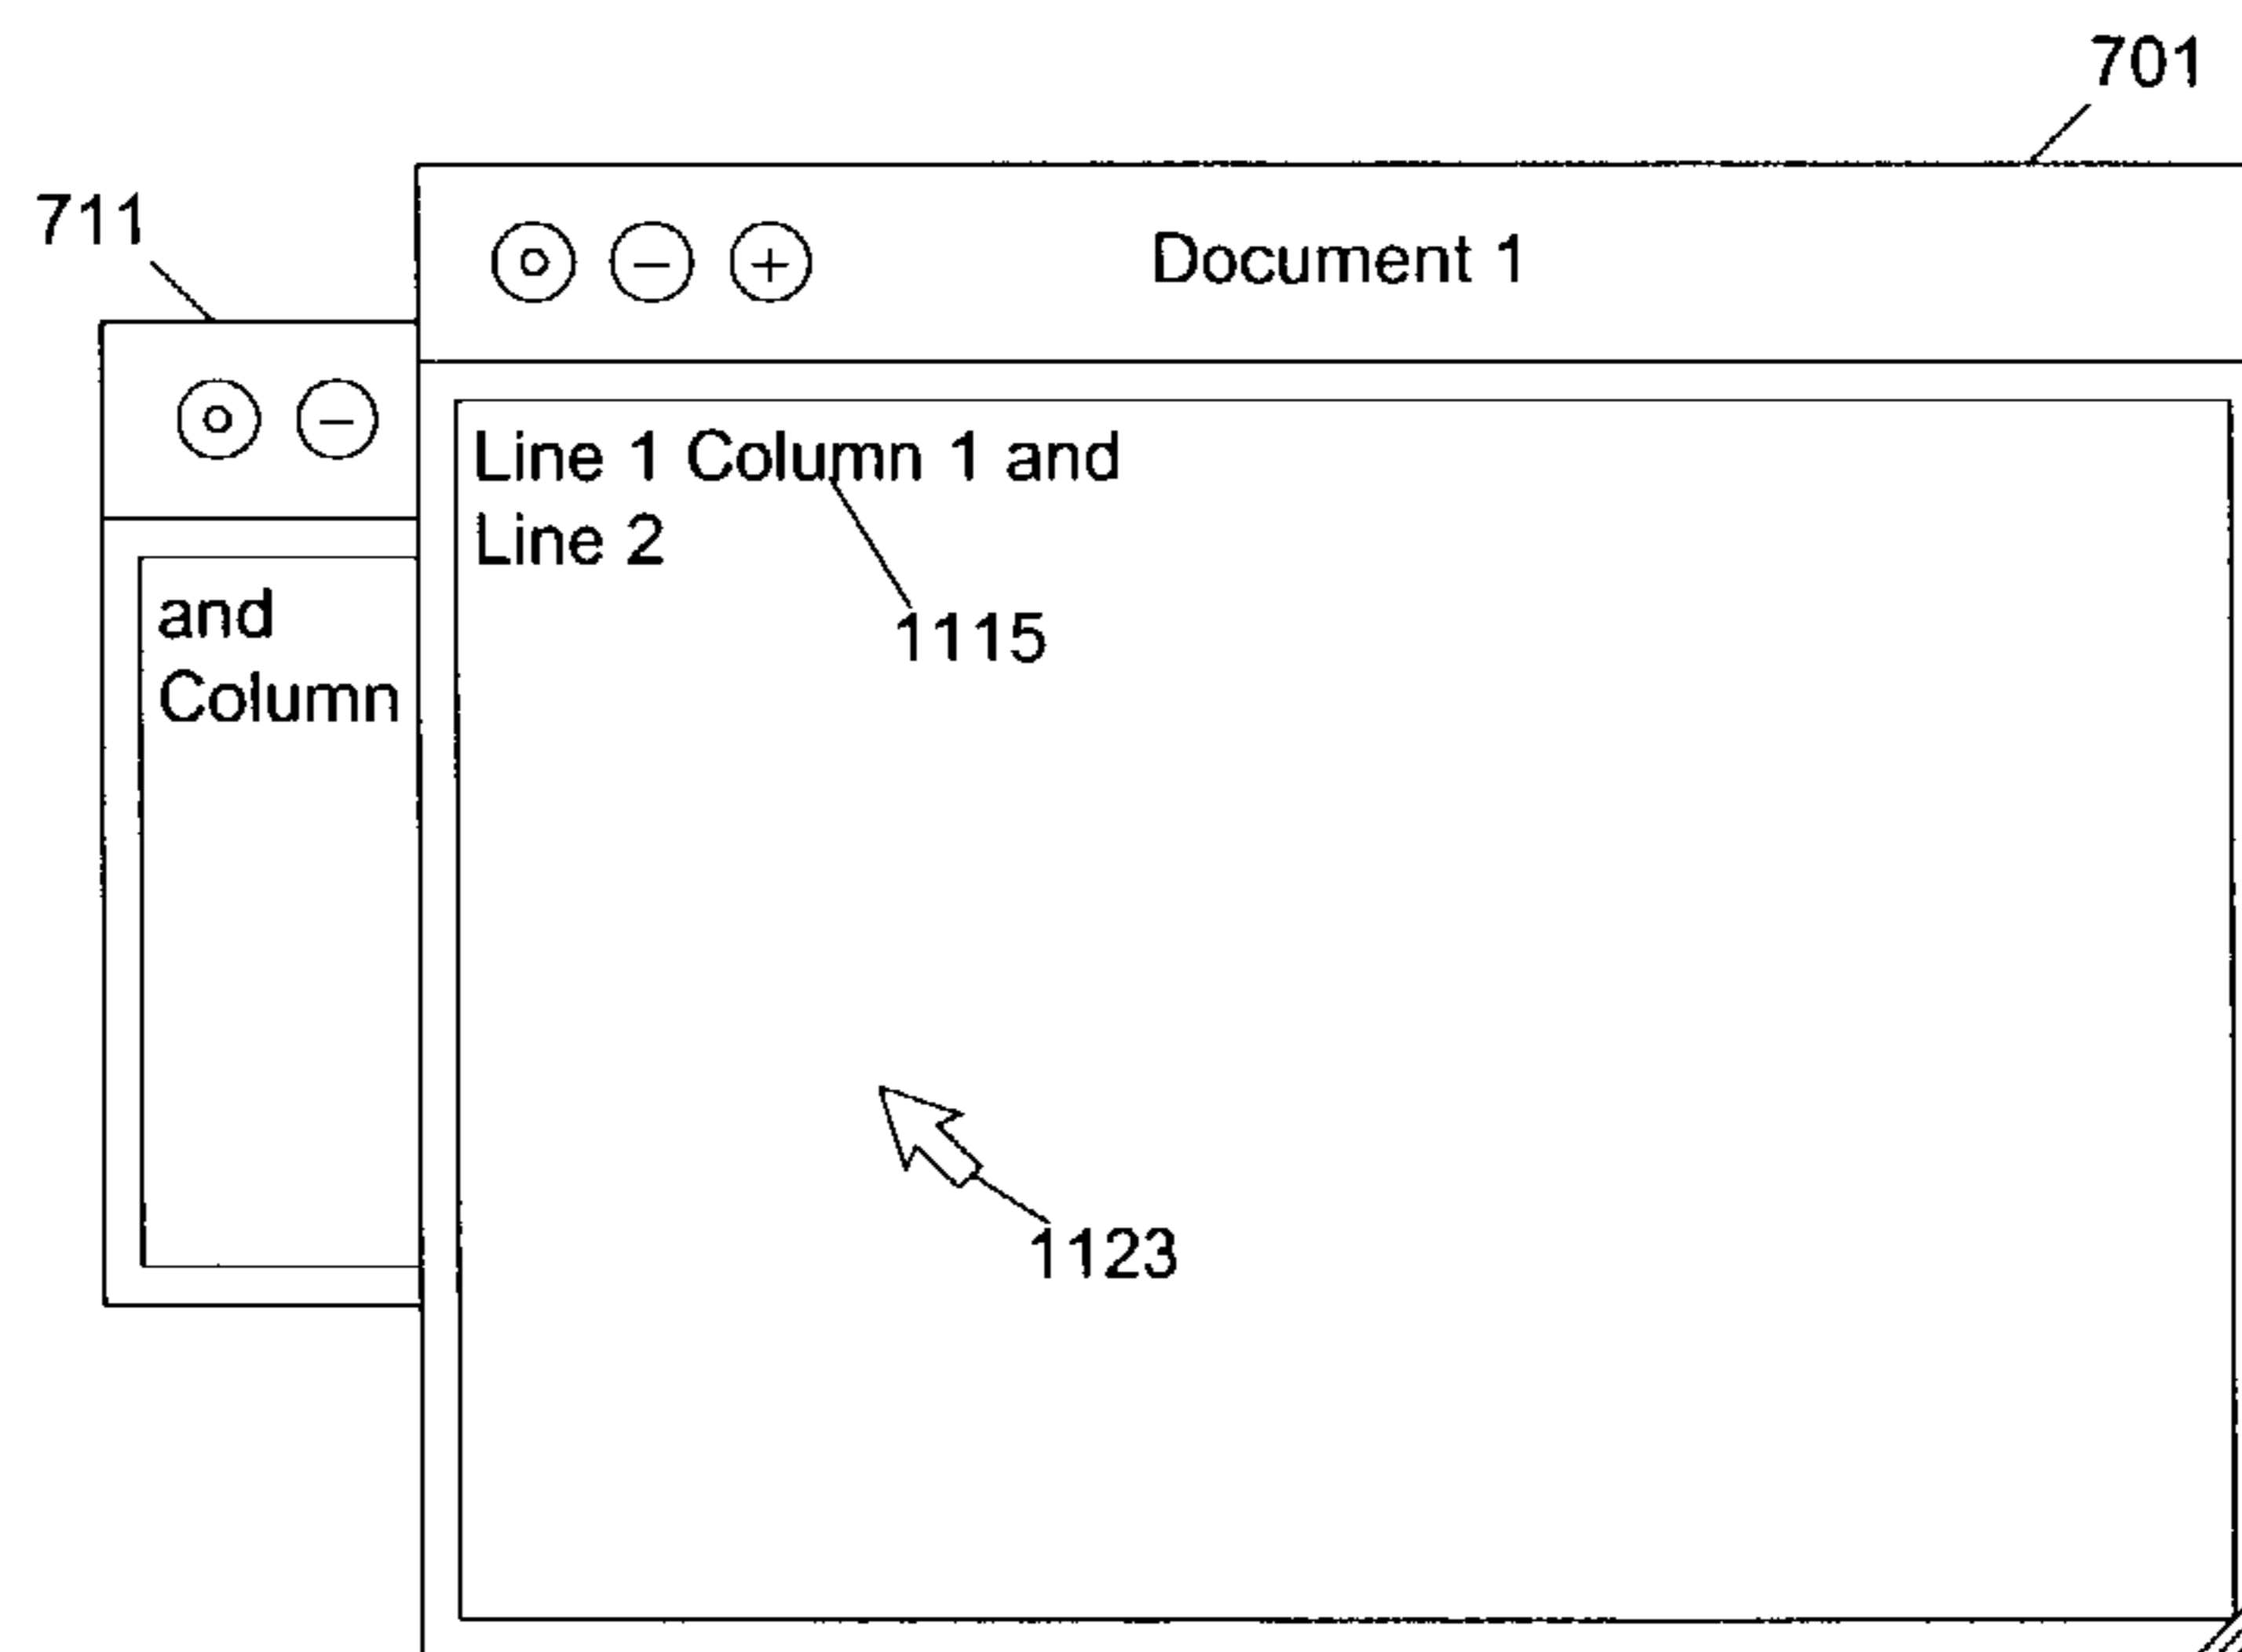 701
711
Document 1
Line 1 Column 1 and
Line 2
1115
and
Column
1123